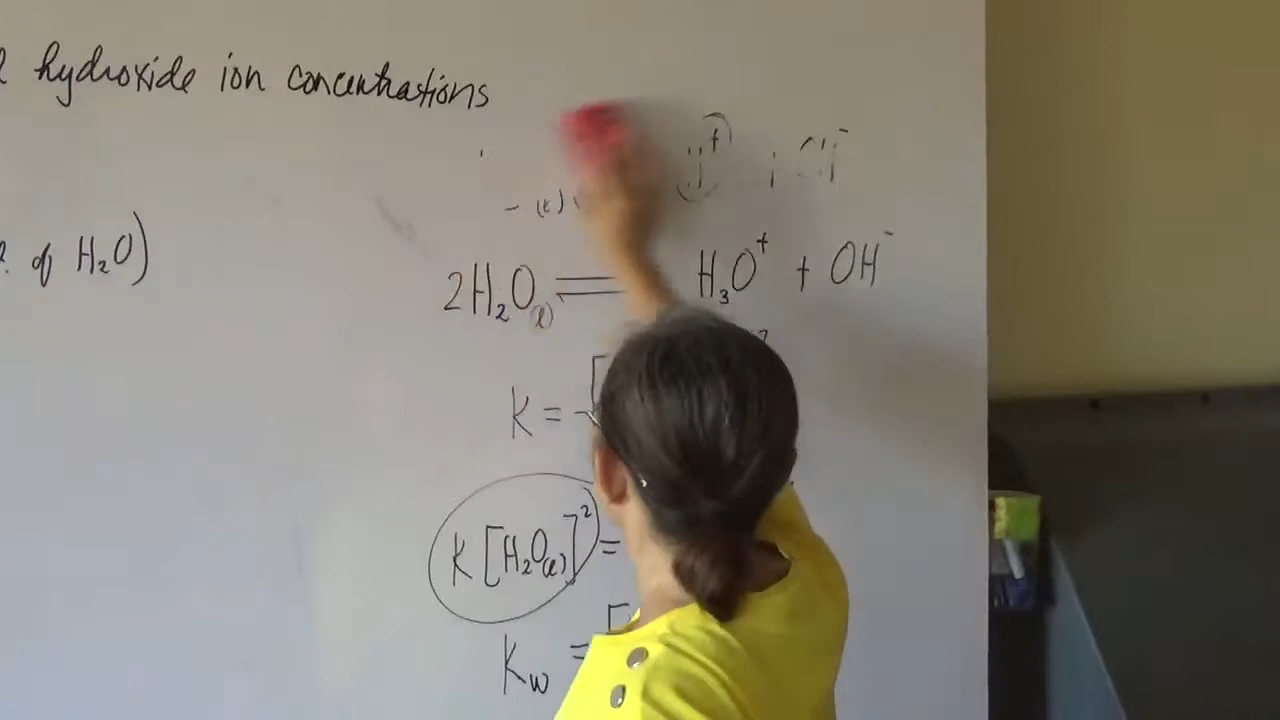 hydroxide ion concentrations
of H₂O)
2H₂O(l) ⇌ H₃O⁺ + OH⁻
K =
K[H₂O(l)]² =
Kw =